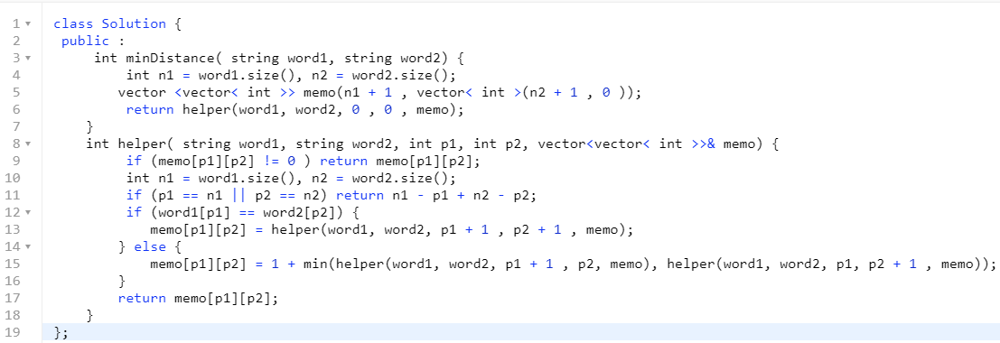 1 class Solution {
2 public :
3 int minDistance( string word1, string word2) {
4 int n1 = word1.size(), n2 = word2.size();
5 vector <vector< int >> memo(n1 + 1 , vector< int >(n2 + 1 , 0 ));
6 return helper(word1, word2, 0 , 0 , memo);
7 }
8 int helper( string word1, string word2, int p1, int p2, vector<vector< int >>& memo) {
9 if (memo[p1][p2] != 0 ) return memo[p1][p2];
10 int n1 = word1.size(), n2 = word2.size();
11 if (p1 == n1 || p2 == n2) return n1 - p1 + n2 - p2;
12 if (word1[p1] == word2[p2]) {
13 memo[p1][p2] = helper(word1, word2, p1 + 1 , p2 + 1 , memo);
14 } else {
15 memo[p1][p2] = 1 + min(helper(word1, word2, p1 + 1 , p2, memo), helper(word1, word2, p1, p2 + 1 , memo));
16 }
17 return memo[p1][p2];
18 }
19 };